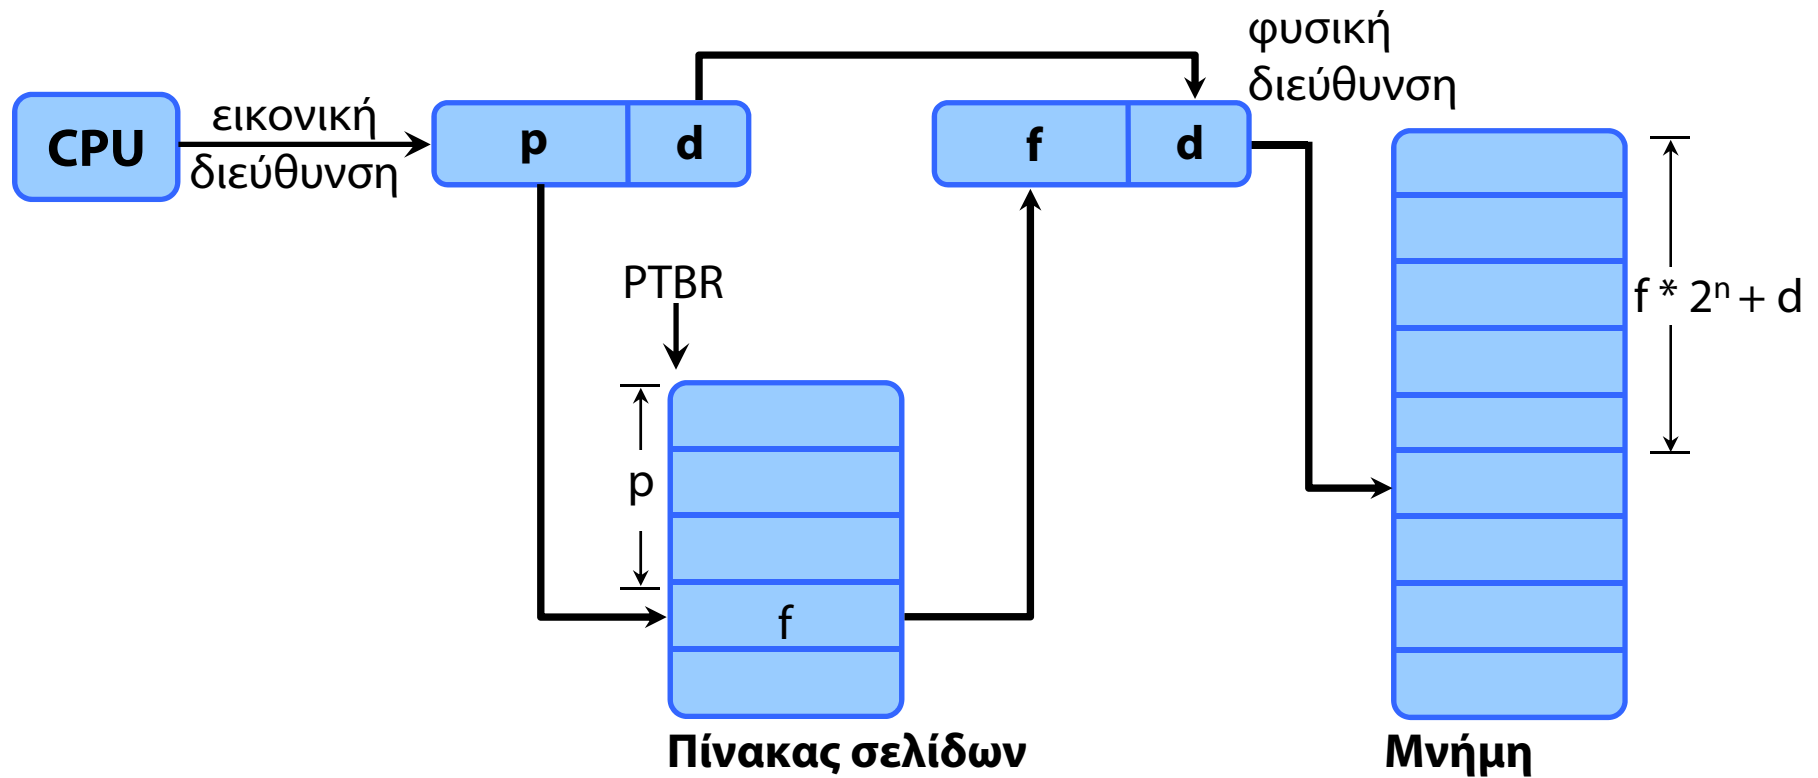 CPU
εικονική
διεύθυνση
p
d
f
d
φυσική
διεύθυνση
PTBR
p
f
f * 2ⁿ + d
Πίνακας σελίδων
Μνήμη